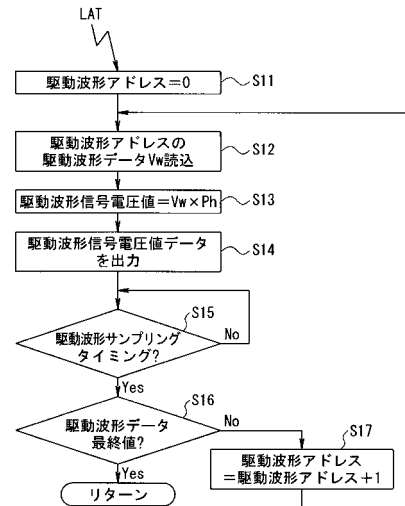 LAT
駆動波形アドレス=0
S11
駆動波形アドレスの
駆動波形データVw読込
S12
駆動波形信号電圧値=Vw×Ph
S13
駆動波形信号電圧値データ
を出力
S14
駆動波形サンプリング
タイミング?
S15
No
Yes
駆動波形データ
最終値?
S16
No
Yes
駆動波形アドレス
=駆動波形アドレス+1
S17
リターン